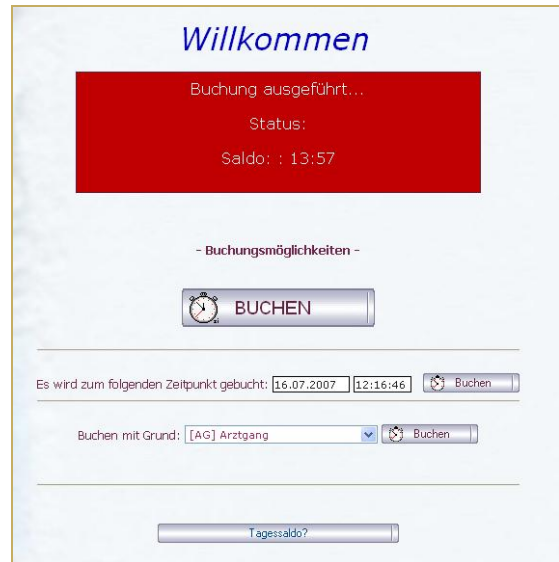 Willkommen
Buchung ausgeführt...
Status:
Saldo: : 13:57
- Buchungsmöglichkeiten -
BUCHEN
Es wird zum folgenden Zeitpunkt gebucht: 16.07.2007 12:16:46 Buchen
Buchen mit Grund: [AG] Arztgang Buchen
Tagessaldo?